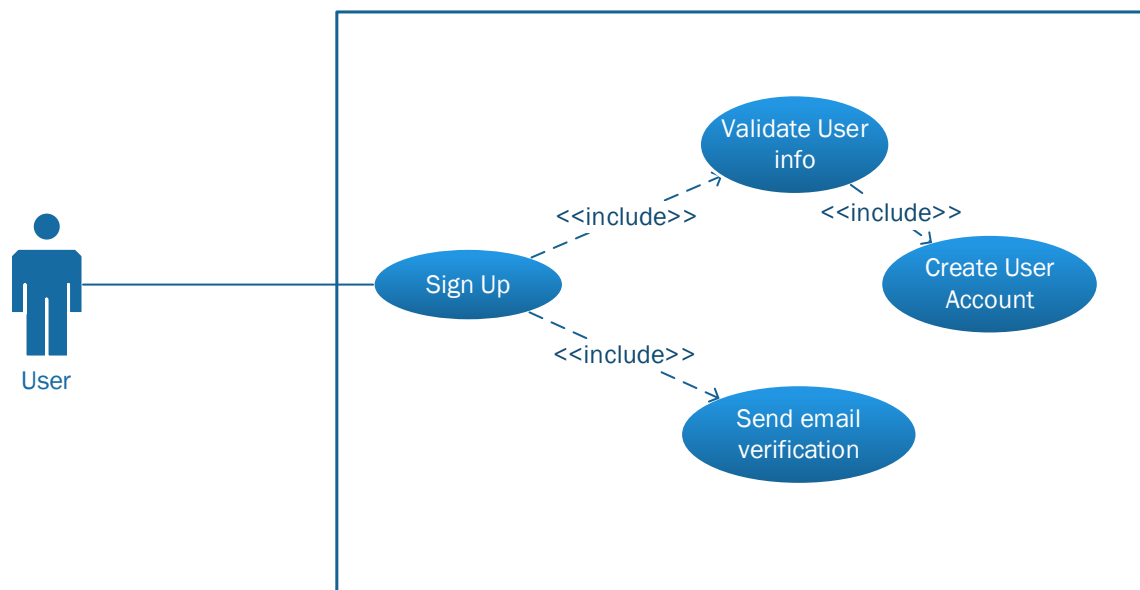 Validate User
info
<<include>>
<<include>>
Sign Up
Create User
Account
<<include>>
User
Send email
verification